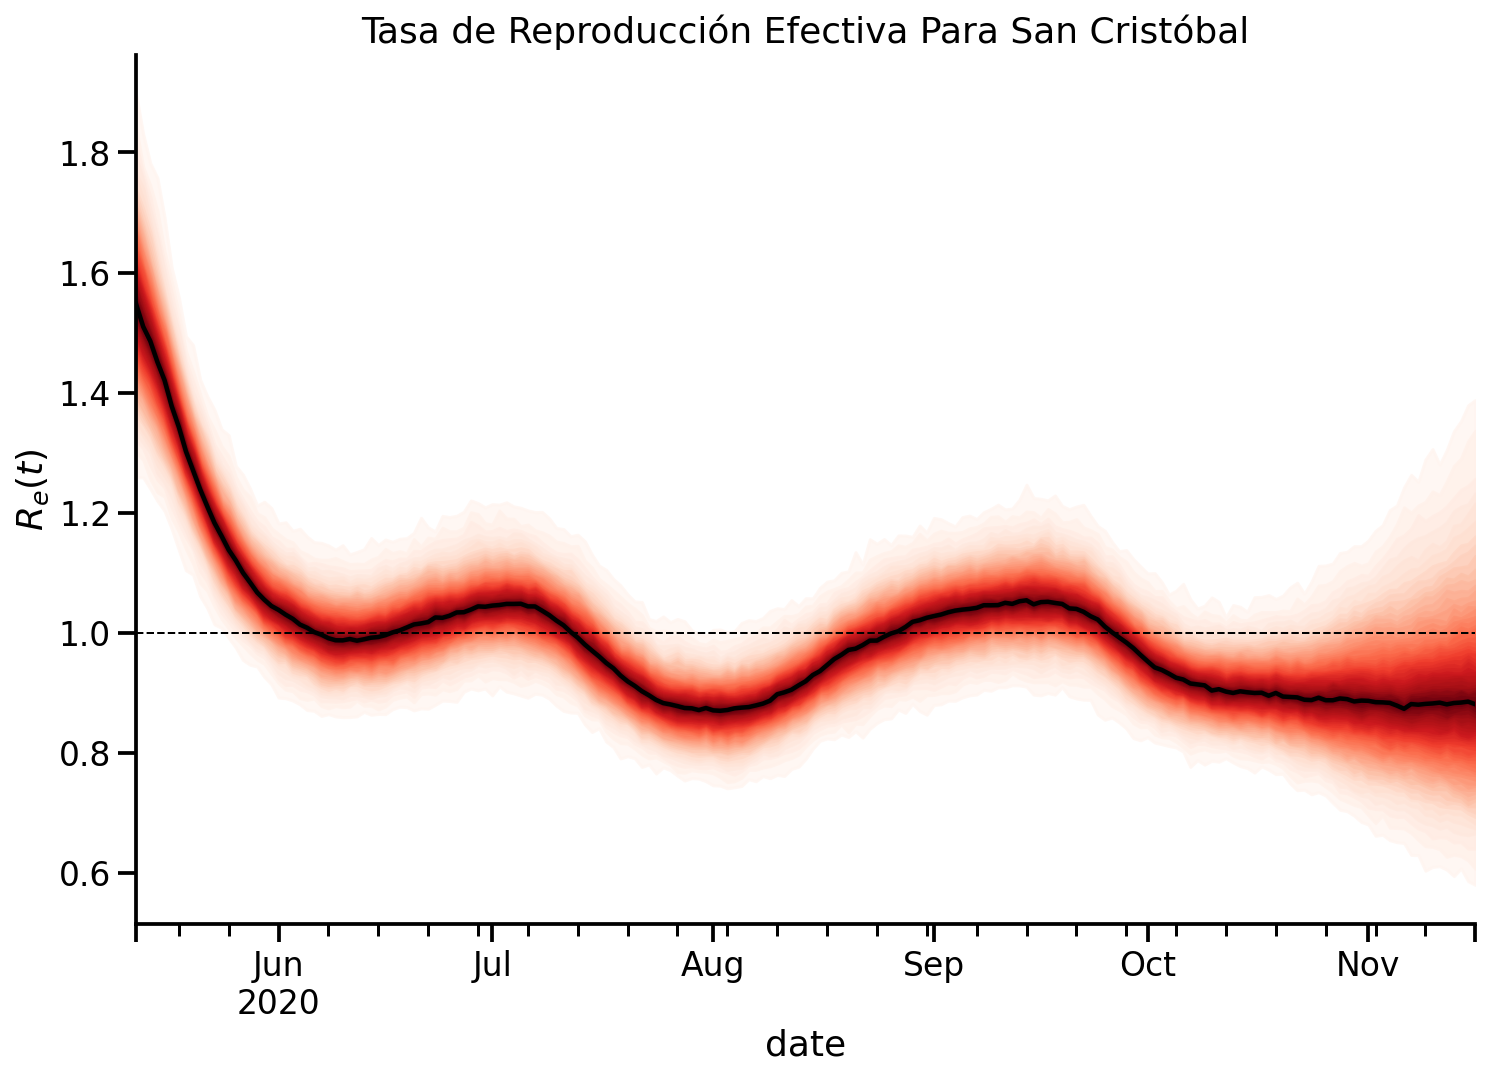 Tasa de Reproducción Efectiva Para San Cristóbal
1.8
1.6
1.4
1.2
1.0
0.8
0.6
R_e(t)
Jun Jul Aug Sep Oct Nov
2020
date